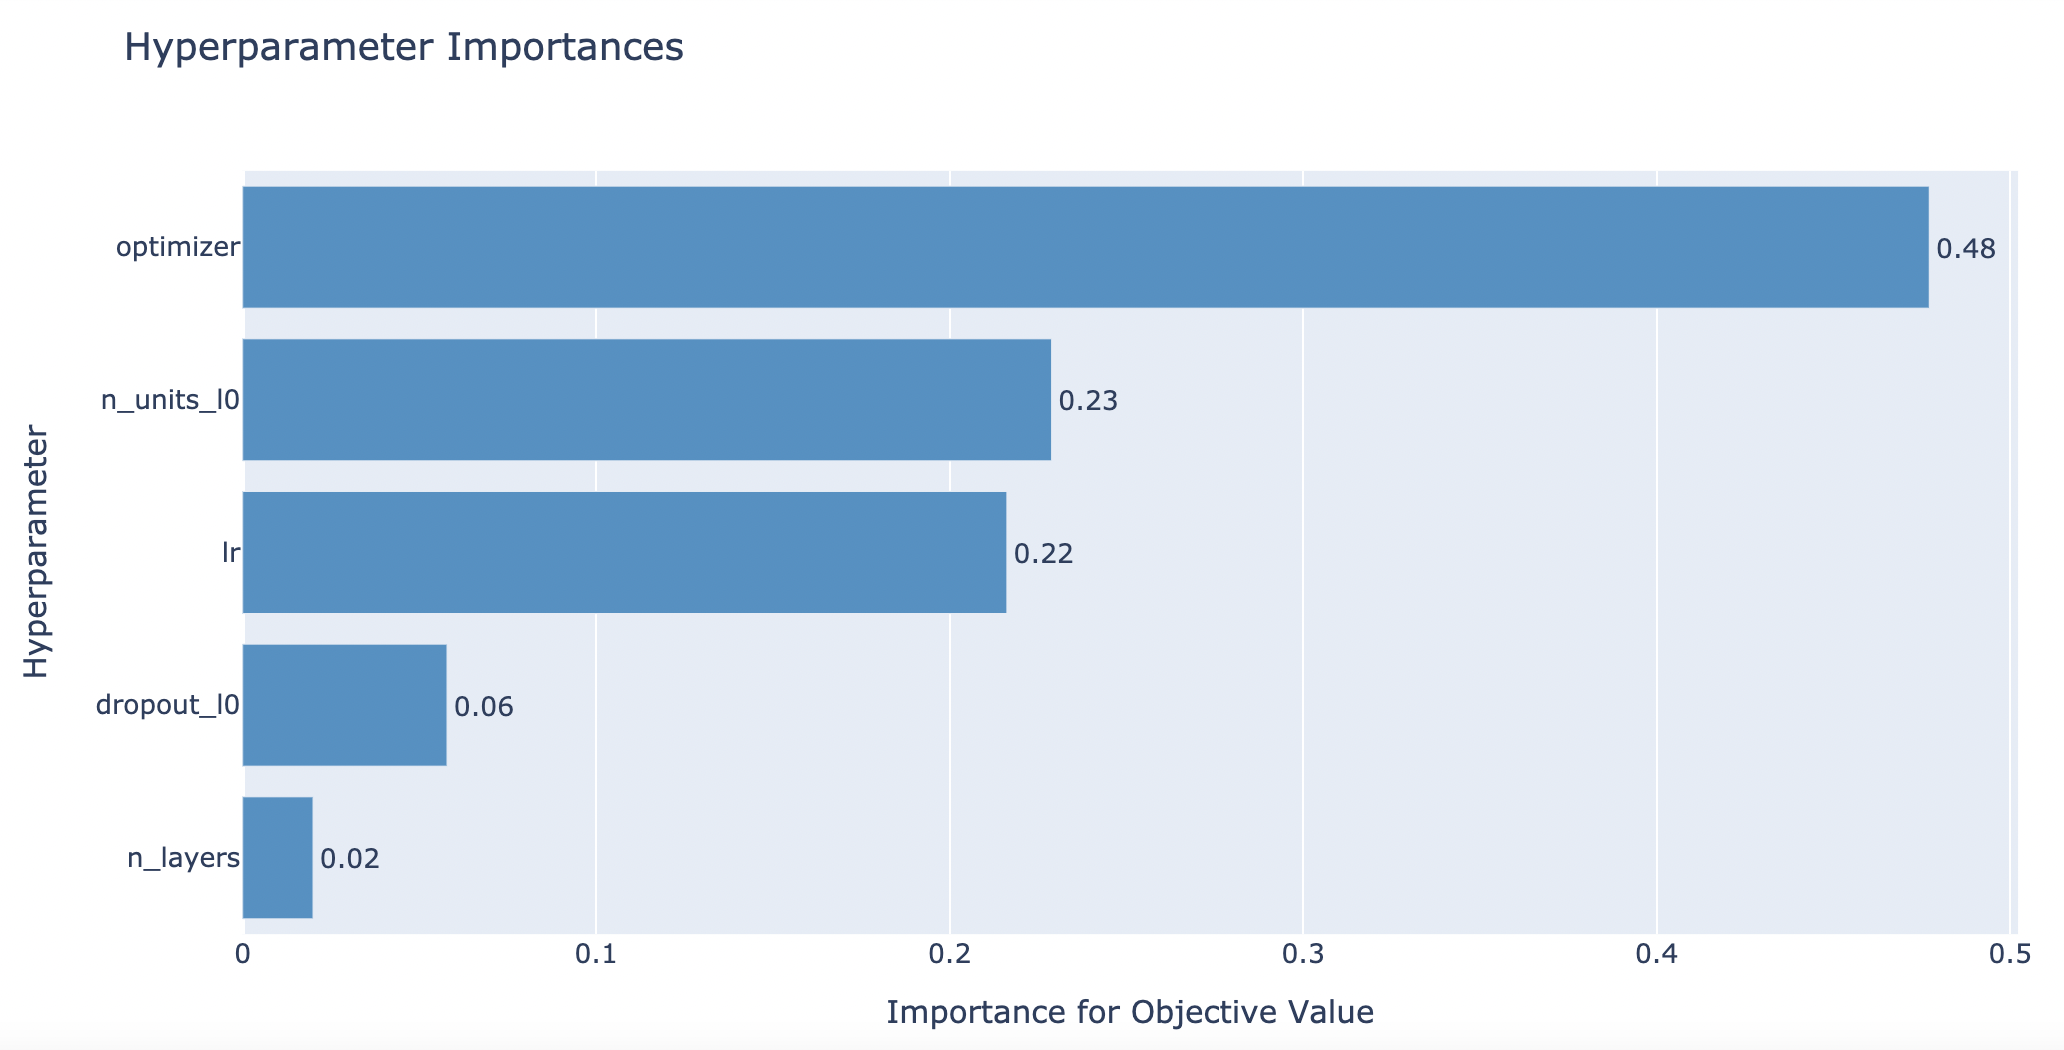 Hyperparameter Importances
optimizer
0.48
n_units_l0
0.23
lr
0.22
dropout_l0
0.06
n_layers
0.02
Hyperparameter
0 0.1 0.2 0.3 0.4 0.5
Importance for Objective Value